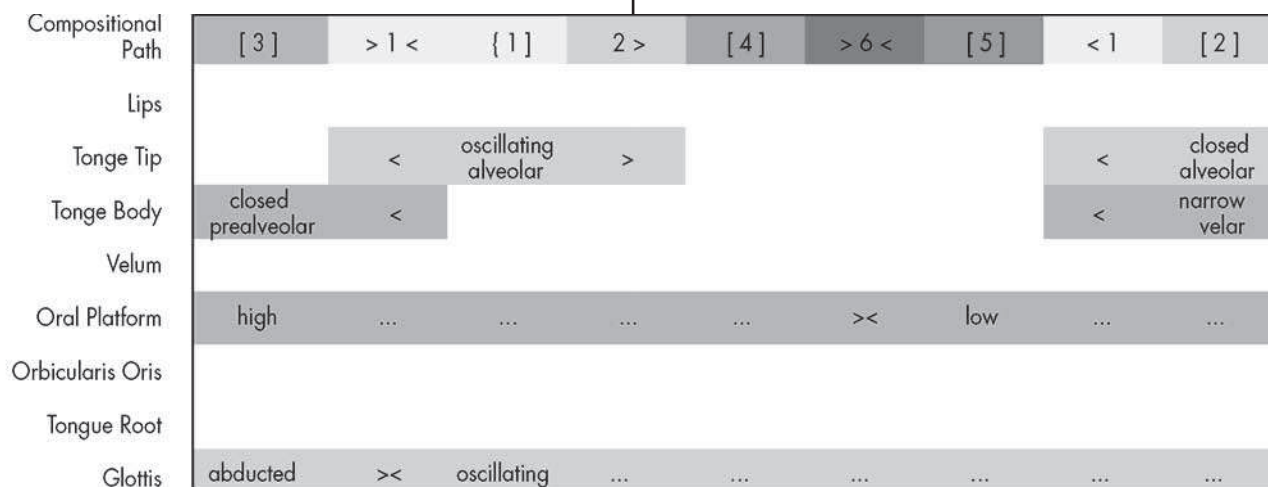 Compositional Path [ 3 ] > 1 < { 1 ] 2 > [ 4 ] > 6 < [ 5 ] < 1 [ 2 ]
Lips
Tonge Tip < oscillating alveolar > < closed alveolar
Tonge Body closed prealveolar < < narrow velar
Velum
Oral Platform high ... ... ... ... >< low ... ...
Orbicularis Oris
Tongue Root
Glottis abducted >< oscillating ... ... ... ... ... ...